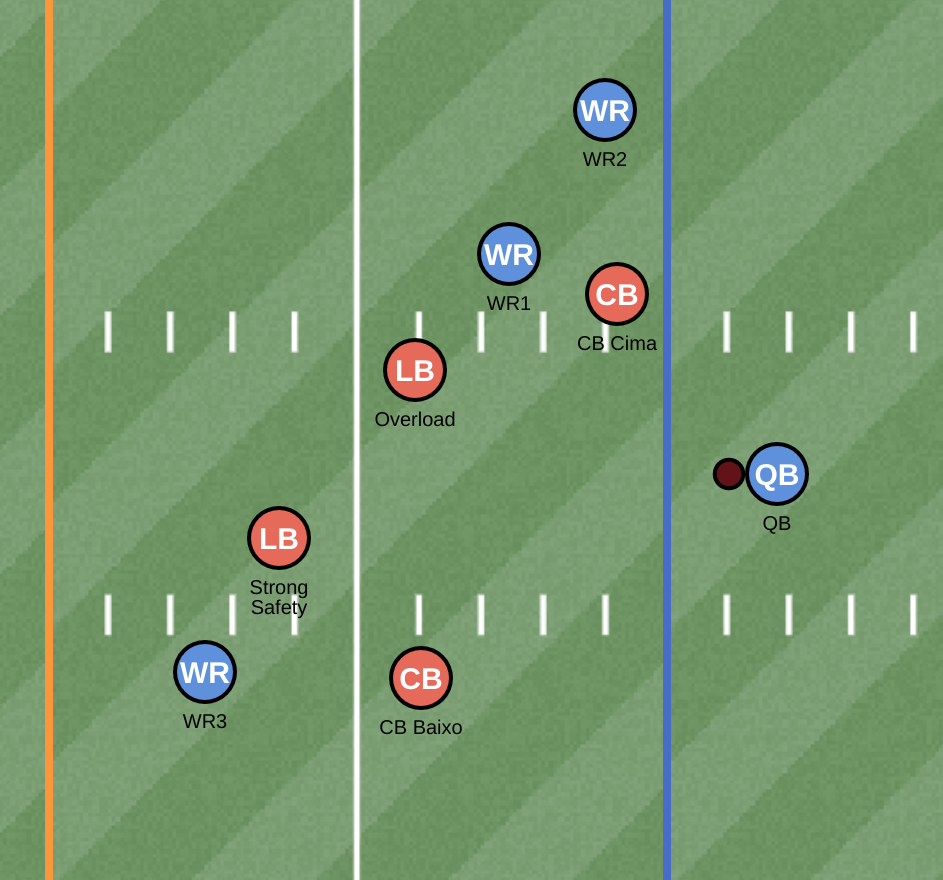 WR
WR2
WR
WR1
CB
CB Cima
LB
Overload
QB
QB
LB
Strong
Safety
WR
WR3
CB
CB Baixo